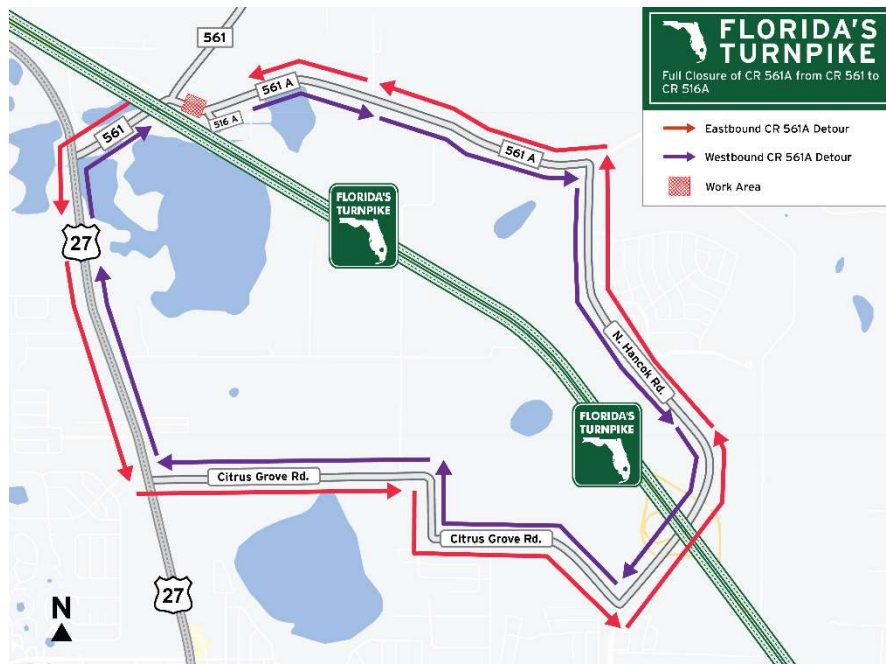 FLORIDA'S
TURNPIKE
Full Closure of CR 561A from CR 561 to
CR 516A
Eastbound CR 561A Detour
Westbound CR 561A Detour
Work Area
561
561 A
516 A
561
561 A
FLORIDA'S
TURNPIKE
27
N. Hancok Rd.
FLORIDA'S
TURNPIKE
Citrus Grove Rd.
Citrus Grove Rd.
27
N